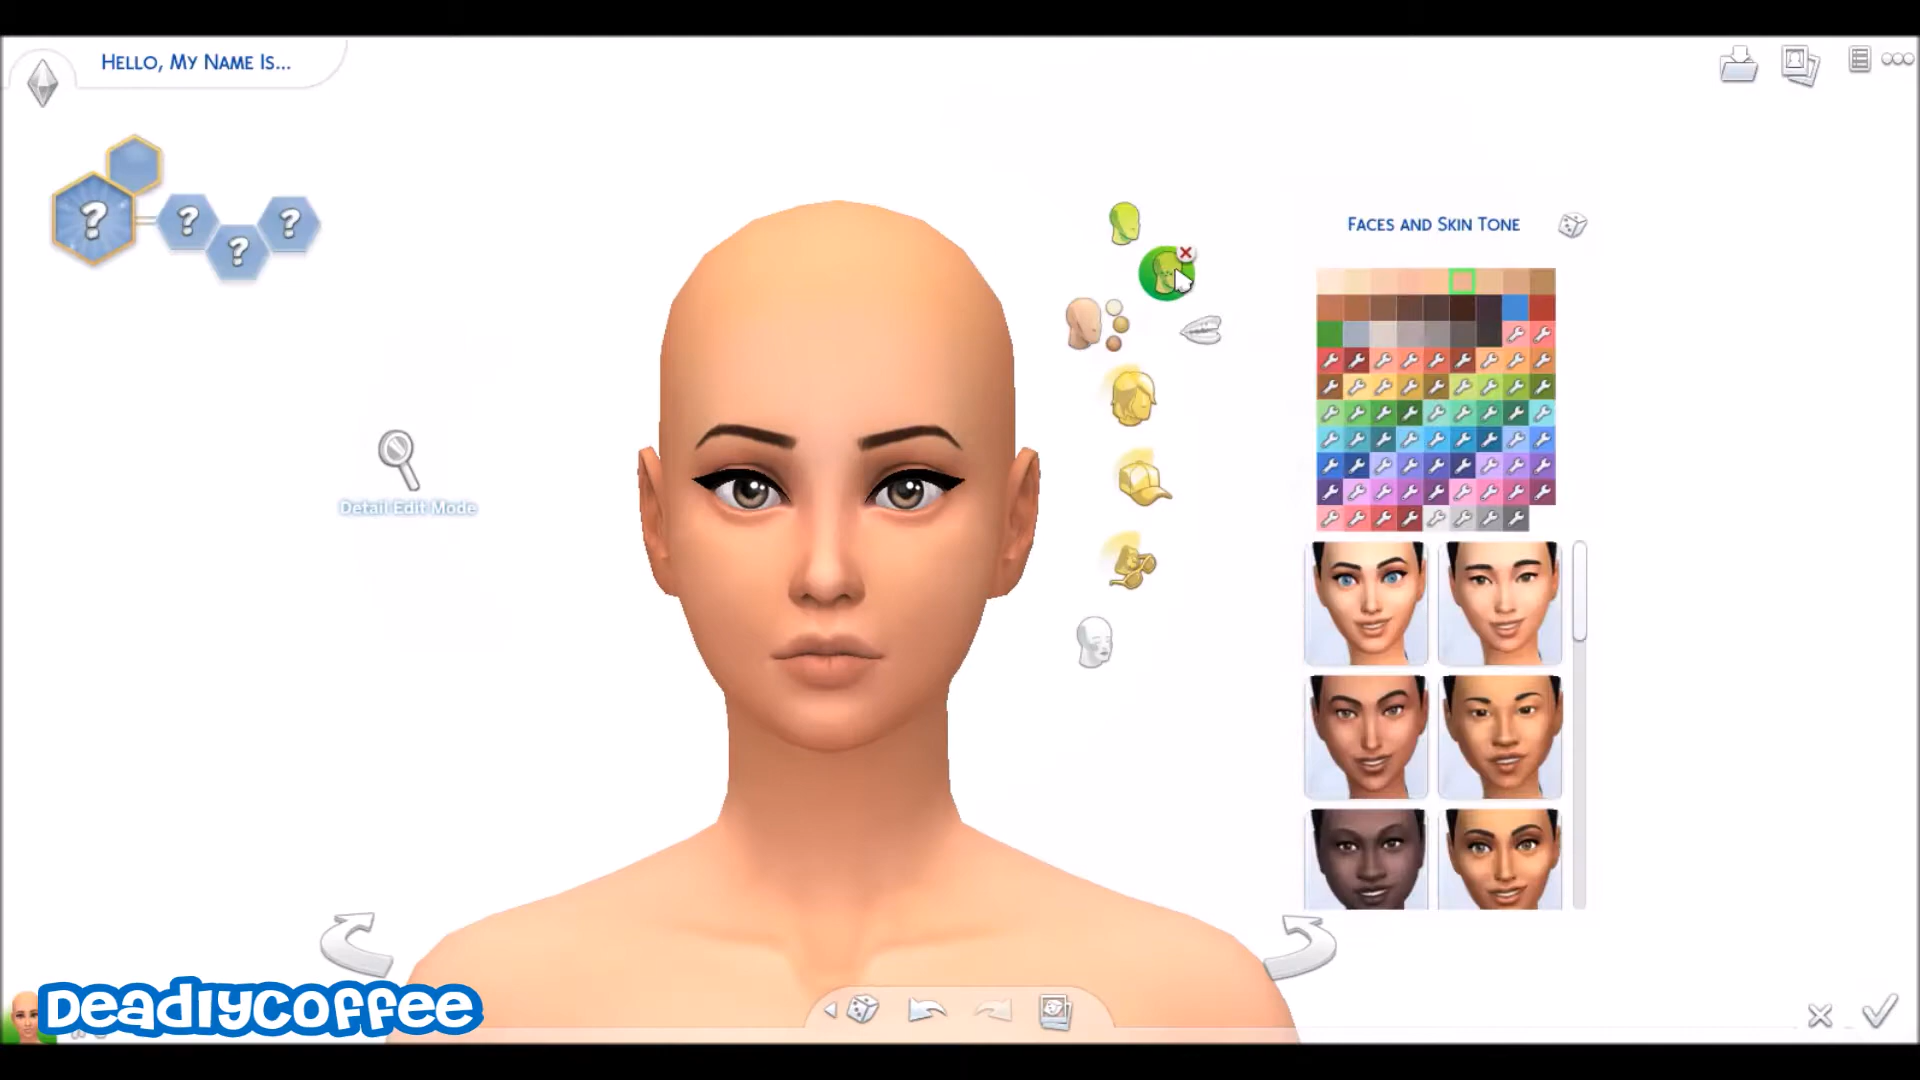 Hello, My Name Is...
?
?
?
?
Faces and Skin Tone
Detail Edit Mode
DeadlyCoffee